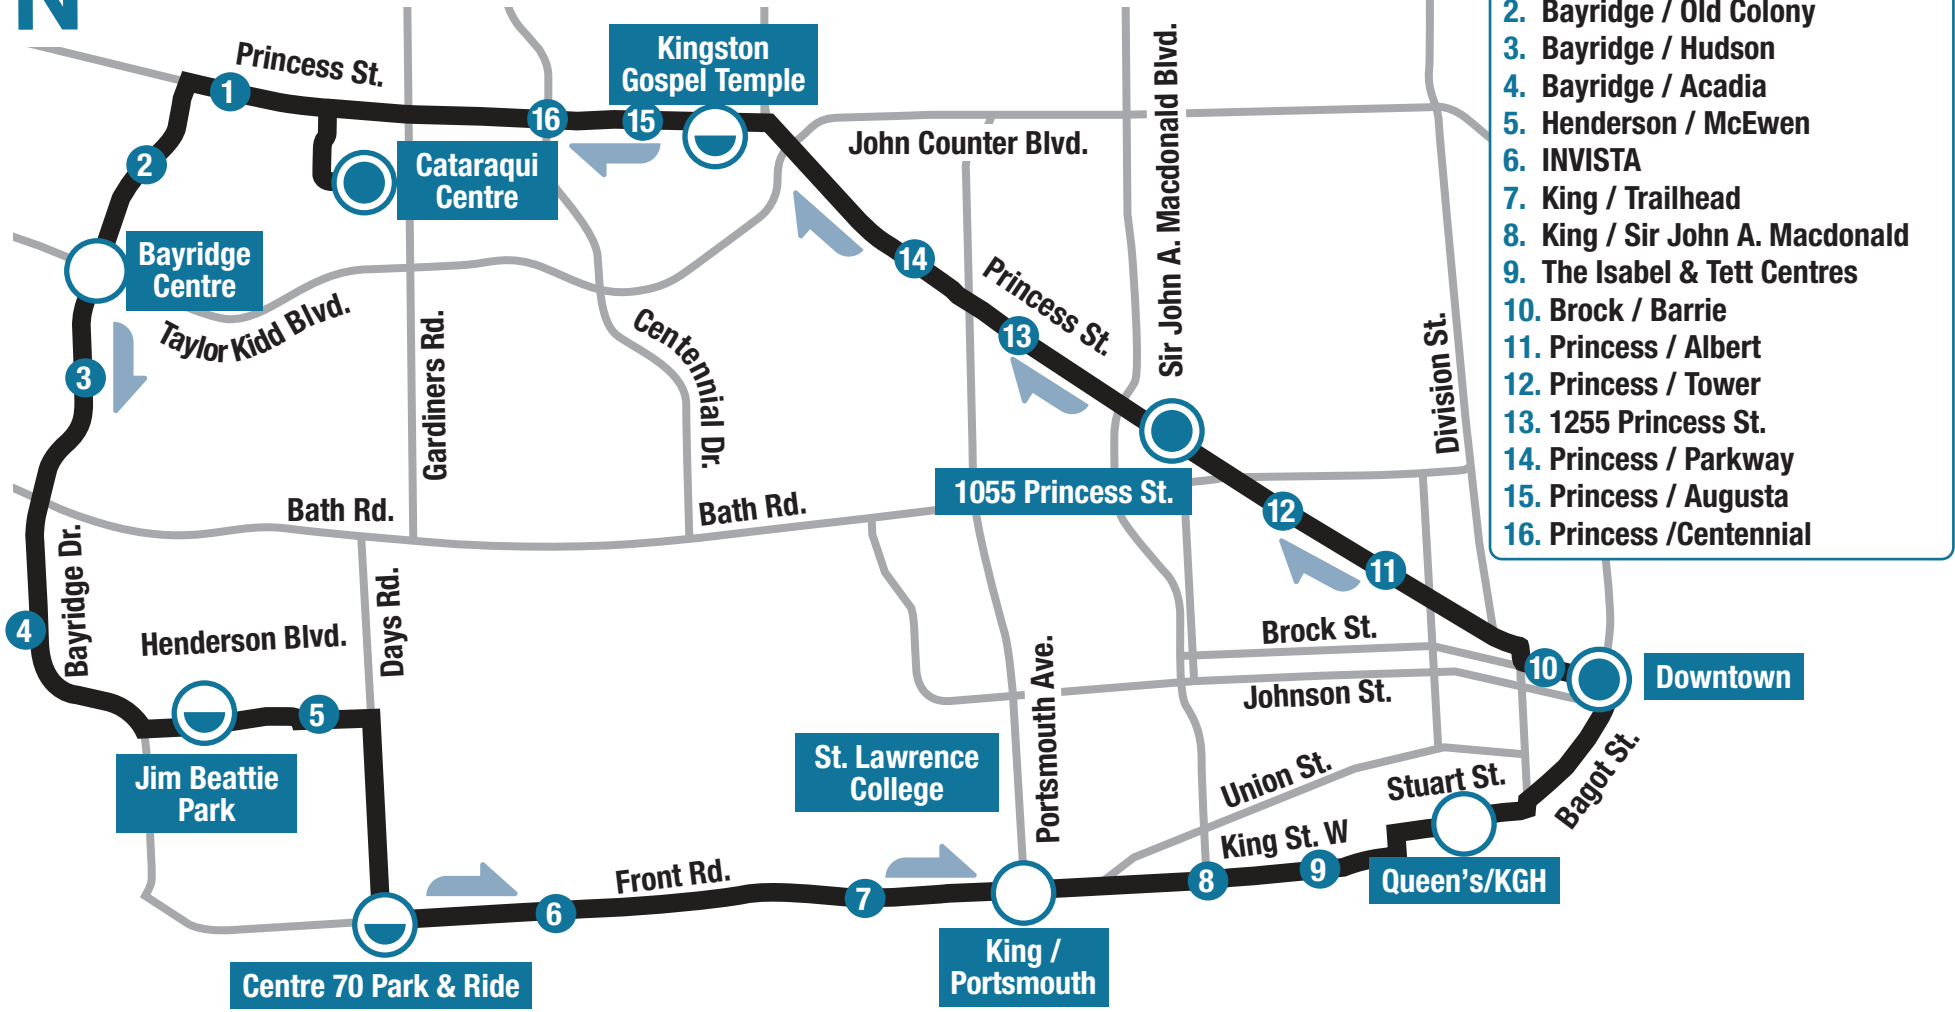 N
Princess St.
Kingston
Gospel Temple
1
16
15
Cataraqui
Centre
John Counter Blvd.
Sir John A. Macdonald Blvd.
2
Bayridge
Centre
Taylor Kidd Blvd.
Gardiners Rd.
Centennial Dr.
14
Princess St.
13
Division St.
3
Bath Rd.
Bath Rd.
1055 Princess St.
12
11
Bayridge Dr.
4
Henderson Blvd.
Days Rd.
Brock St.
10
Downtown
Johnson St.
Portsmouth Ave.
5
Jim Beattie
Park
St. Lawrence
College
Union St.
Stuart St.
Bagot St.
King St. W
Front Rd.
9
8
7
6
Queen's/KGH
King /
Portsmouth
Centre 70 Park & Ride
2. Bayridge / Old Colony
3. Bayridge / Hudson
4. Bayridge / Acadia
5. Henderson / McEwen
6. INVISTA
7. King / Trailhead
8. King / Sir John A. Macdonald
9. The Isabel & Tett Centres
10. Brock / Barrie
11. Princess / Albert
12. Princess / Tower
13. 1255 Princess St.
14. Princess / Parkway
15. Princess / Augusta
16. Princess /Centennial